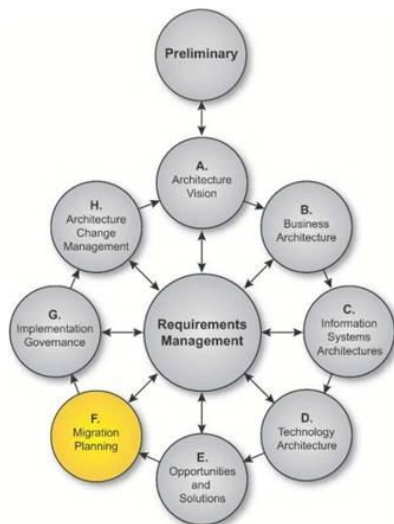 Preliminary
A.
Architecture
Vision
B.
Business
Architecture
H.
Architecture
Change
Management
C.
Information
Systems
Architectures
G.
Implementation
Governance
Requirements
Management
D.
Technology
Architecture
F.
Migration
Planning
E.
Opportunities
and
Solutions